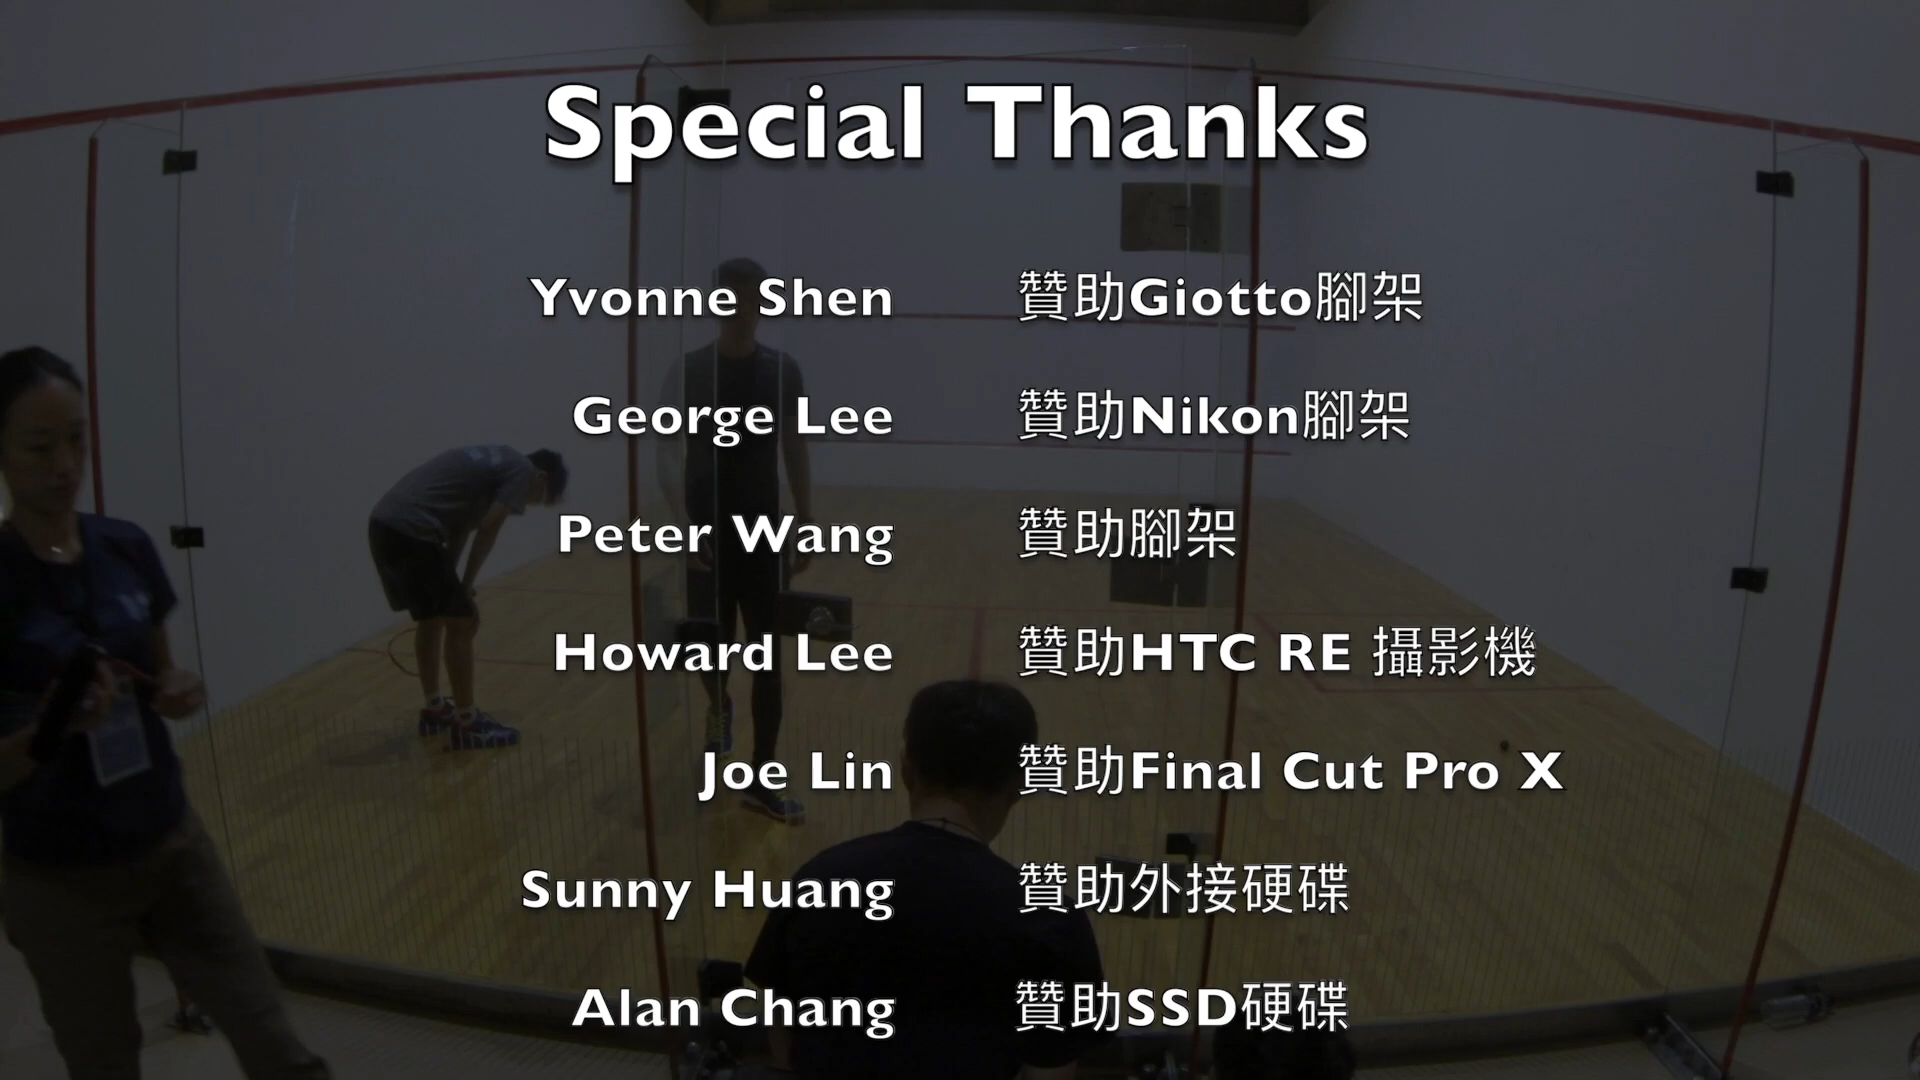 Special Thanks
Yvonne Shen 贊助Giotto腳架
George Lee 贊助Nikon腳架
Peter Wang 贊助腳架
Howard Lee 贊助HTC RE 攝影機
Joe Lin 贊助Final Cut Pro X
Sunny Huang 贊助外接硬碟
Alan Chang 贊助SSD硬碟